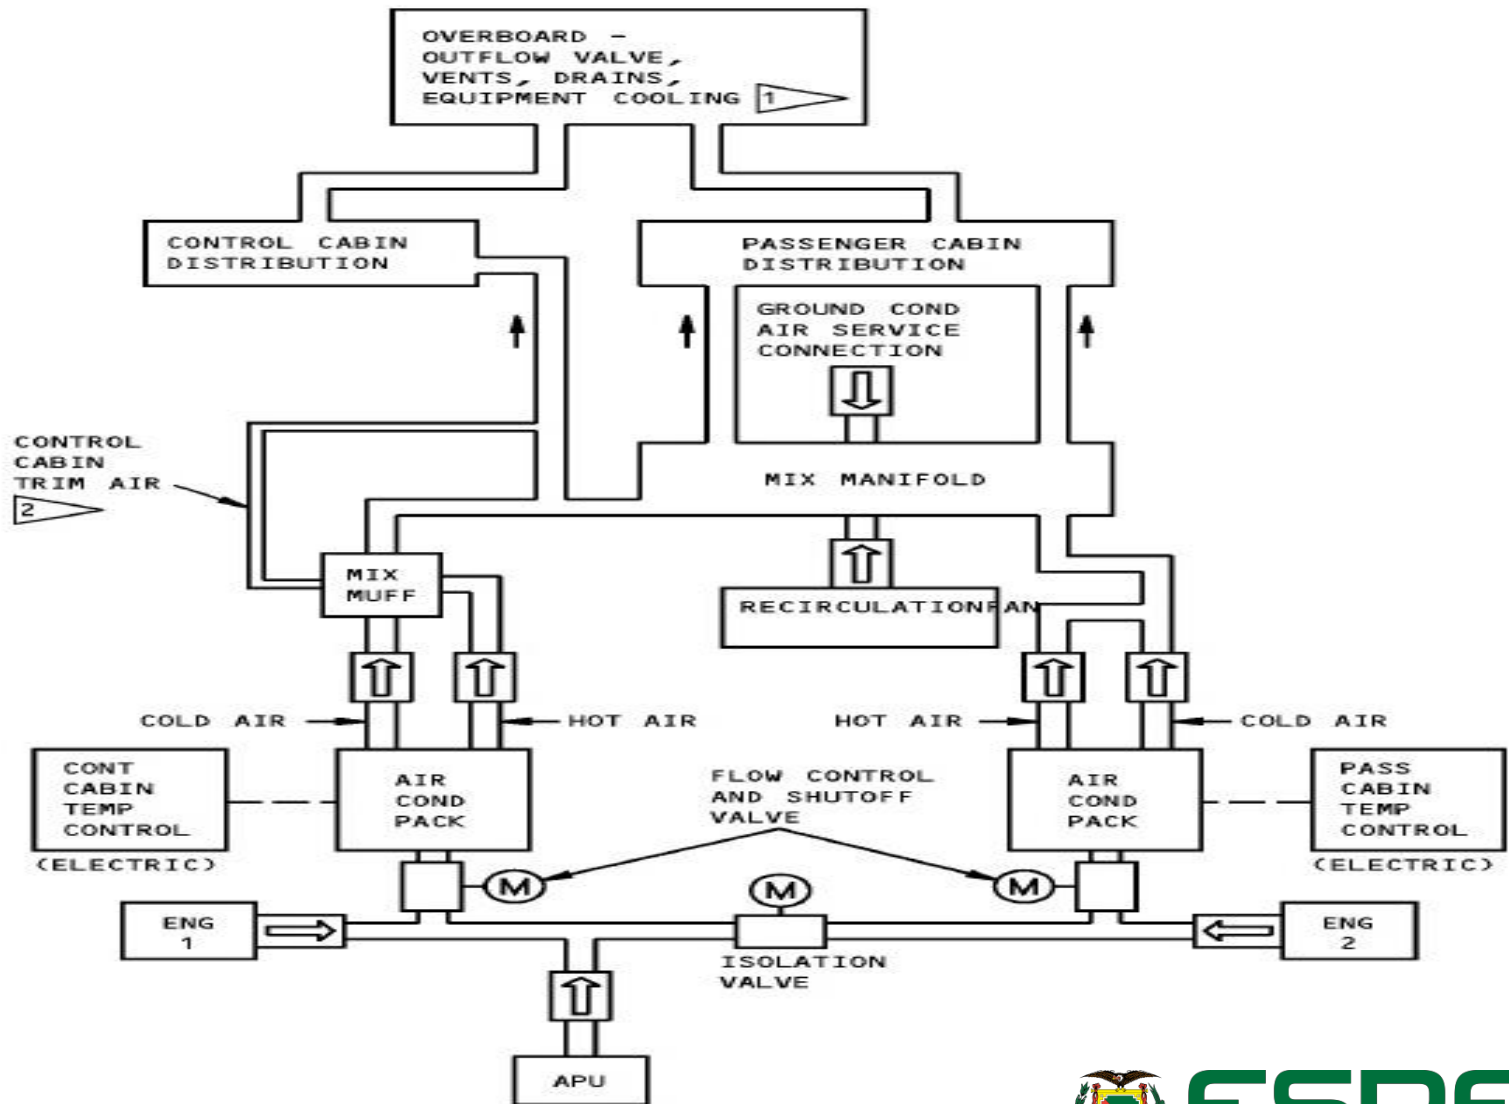 OVERBOARD -
OUTFLOW VALVE,
VENTS, DRAINS,
EQUIPMENT COOLING 1
CONTROL CABIN
DISTRIBUTION
PASSENGER CABIN
DISTRIBUTION
GROUND COND
AIR SERVICE
CONNECTION
CONTROL
CABIN
TRIM AIR
2
MIX MANIFOLD
MIX
MUFF
RECIRCULATION FAN
COLD AIR
HOT AIR
HOT AIR
COLD AIR
CONT
CABIN
TEMP
CONTROL
(ELECTRIC)
AIR
COND
PACK
FLOW CONTROL
AND SHUTOFF
VALVE
AIR
COND
PACK
PASS
CABIN
TEMP
CONTROL
(ELECTRIC)
M
M
M
ENG
1
ISOLATION
VALVE
ENG
2
APU